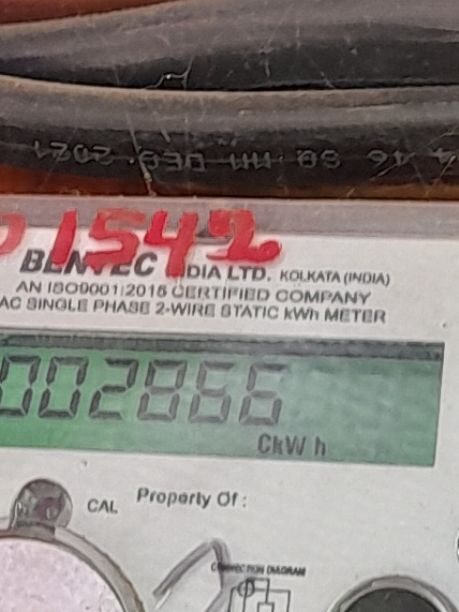 1542
BENTEC INDIA LTD. KOLKATA (INDIA)
AN ISO9001:2015 CERTIFIED COMPANY
AC SINGLE PHASE 2-WIRE STATIC kWh METER
002866
CkWh
CAL Property Of :
CONNECTION DIAGRAM